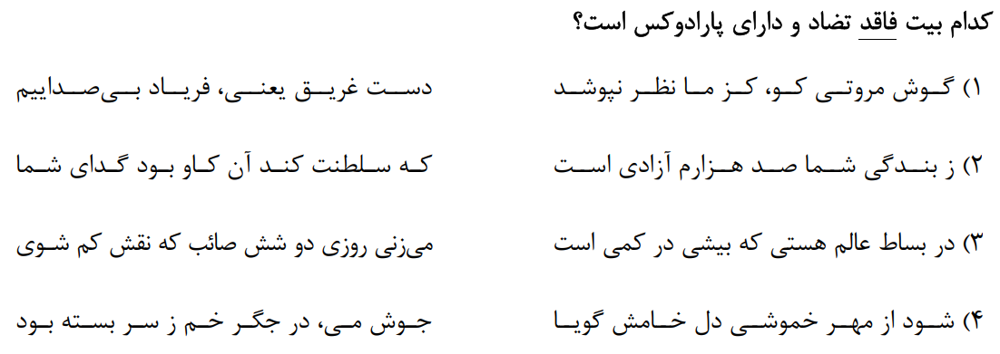 کدام بیت فاقد تضاد و دارای پارادوکس است؟
۱) گوش مروتی کو، کز ما نظر نپوشد دست غریق یعنی، فریاد بی‌صداییم
۲) ز بندگی شما صد هزارم آزادی است که سلطنت کند آن کاو بود گدای شما
۳) در بساط عالم هستی که بیشی در کمی است می‌زنی روزی دو شش صائب که نقش کم شوی
۴) شود از مهر خموشی دل خامش گویا جوش می، در جگر خم ز سر بسته بود